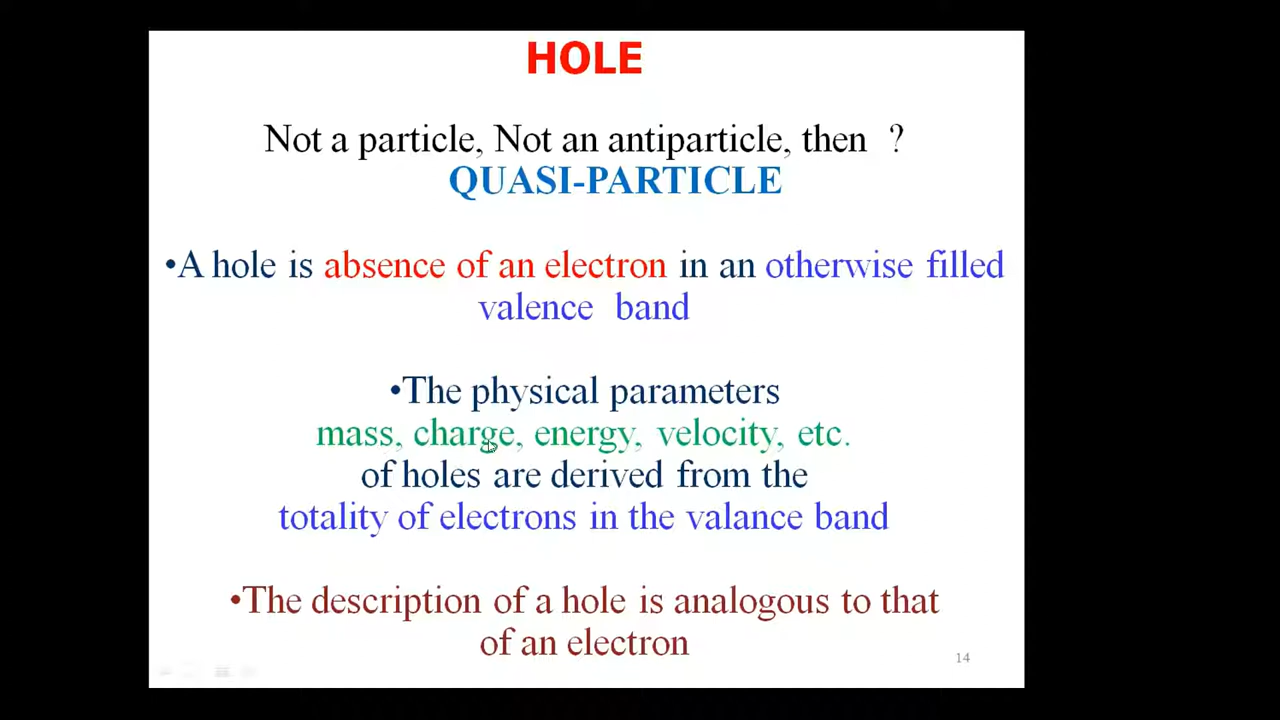 HOLE
Not a particle, Not an antiparticle, then ?
QUASI-PARTICLE
•A hole is absence of an electron in an otherwise filled
valence band
•The physical parameters
mass, charge, energy, velocity, etc.
of holes are derived from the
totality of electrons in the valance band
•The description of a hole is analogous to that
of an electron
14